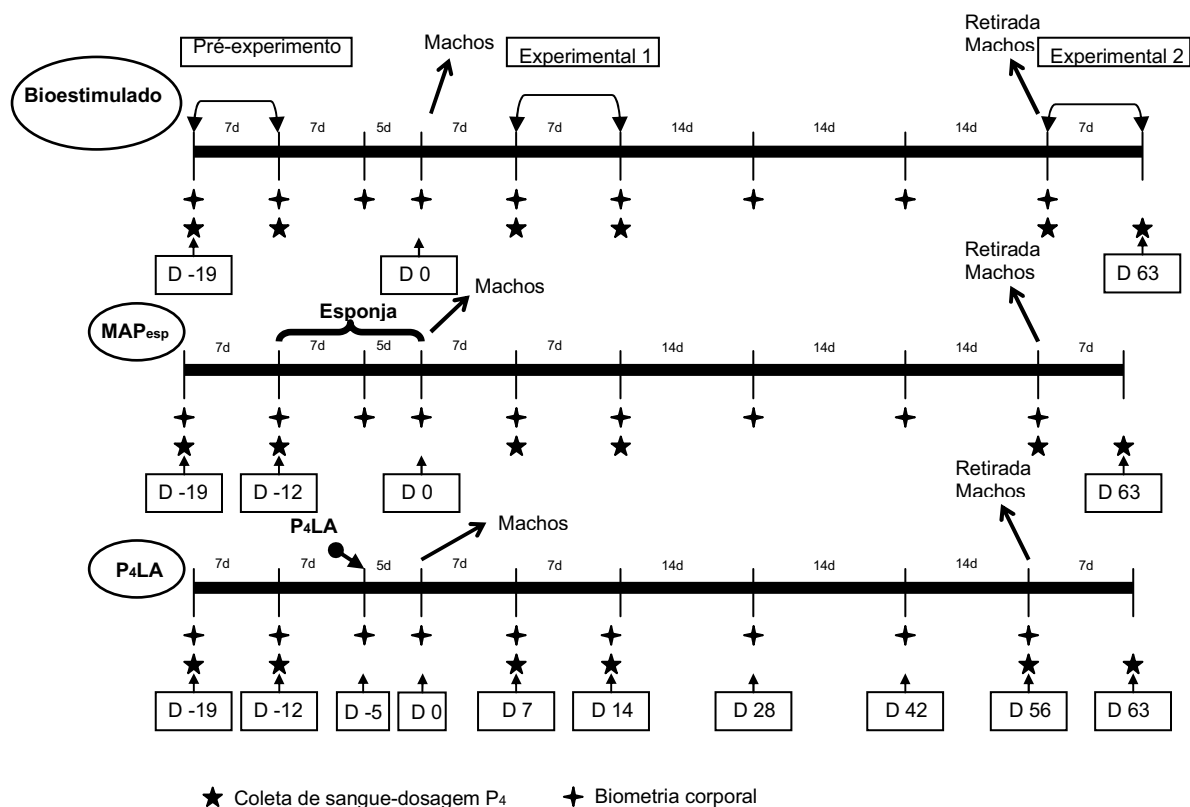 Pré-experimento
Machos
Experimental 1
Retirada
Machos
Experimental 2
Bioestimulado
7d 7d 5d 7d 7d 14d 14d 14d 7d
D -19 D 0 D 63
Retirada
Machos
Machos
Esponja
MAPesp
7d 7d 5d 7d 7d 14d 14d 14d 7d
D -19 D -12 D 0 D 63
Retirada
Machos
Machos
P4LA
P4LA
7d 7d 5d 7d 7d 14d 14d 14d 7d
D -19 D -12 D -5 D 0 D 7 D 14 D 28 D 42 D 56 D 63
Coleta de sangue-dosagem P4 Biometria corporal